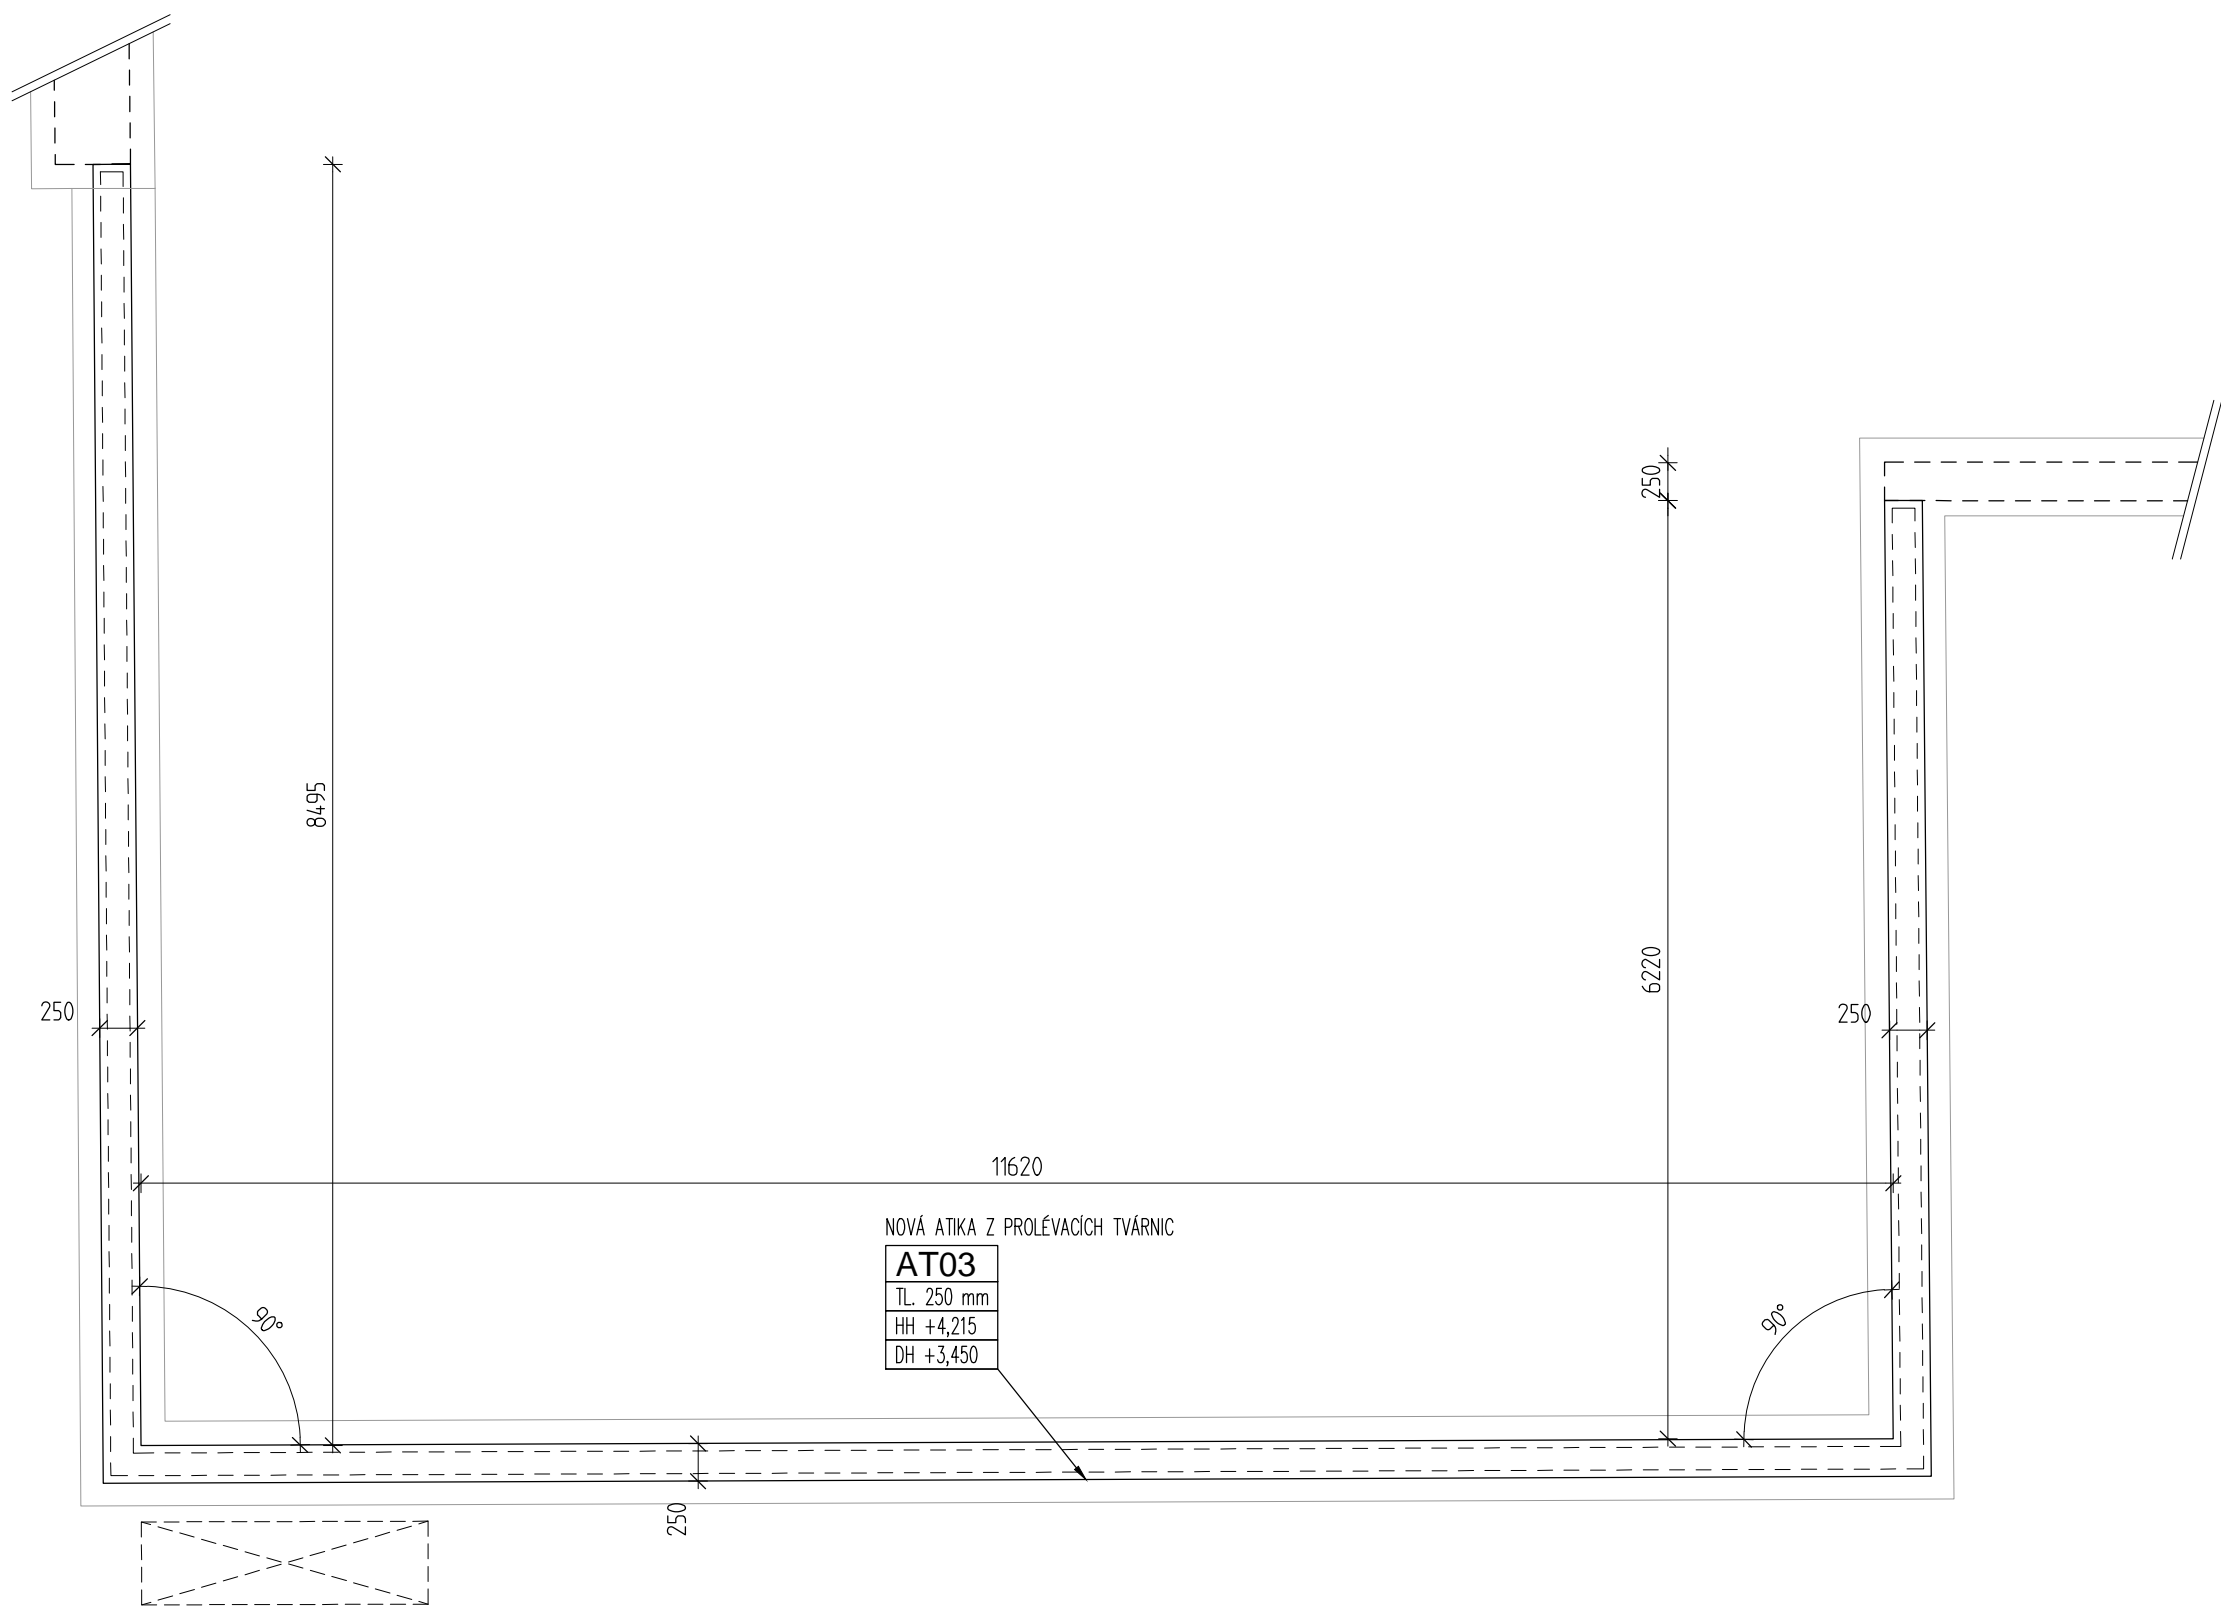 250
8495
6220
250
250
11620
NOVÁ ATIKA Z PROLÉVACÍCH TVÁRNIC
AT03
TL. 250 mm
HH +4,215
DH +3,450
90°
90°
250